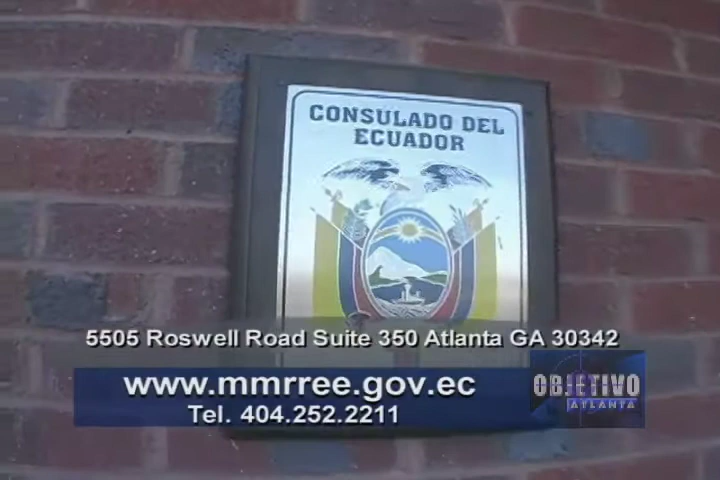 CONSULADO DEL
ECUADOR
5505 Roswell Road Suite 350 Atlanta GA 30342
www.mmrree.gov.ec
Tel. 404.252.2211
OBJETIVO
ATLANTA